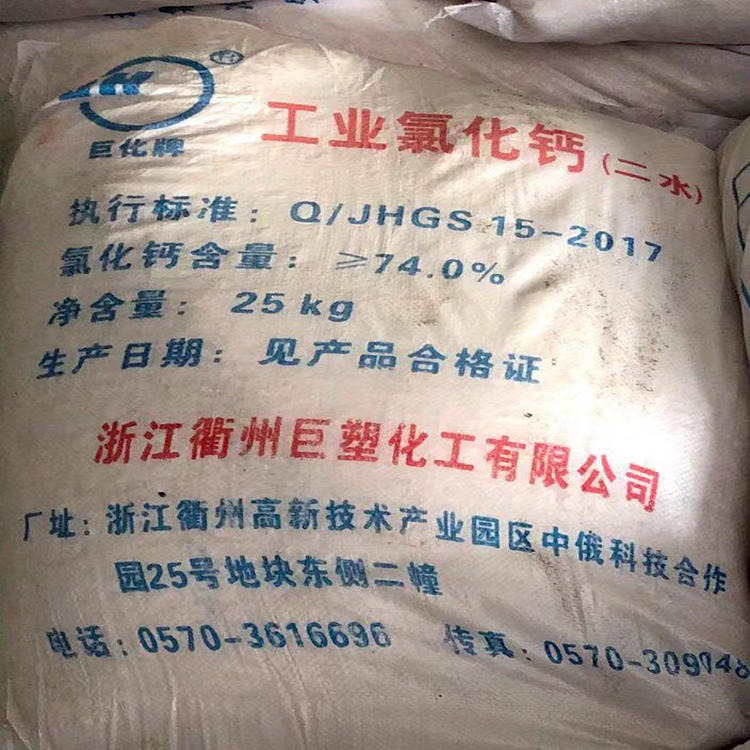 ®
巨化牌
工业氯化钙(二水)
执行标准：Q/JHGS 15-2017
氯化钙含量：≥74.0%
净含量：25kg
生产日期：见产品合格证
浙江衢州巨塑化工有限公司
厂址：浙江衢州高新技术产业园区中俄科技合作
园25号地块东侧二幢
电话：0570-3616696 传真：0570-309